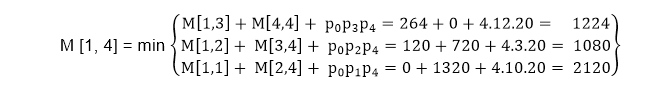 M[1,3] + M[4,4] + p₀p₃p₄ = 264 + 0 + 4.12.20 = 1224
M [1, 4] = min { M[1,2] + M[3,4] + p₀p₂p₄ = 120 + 720 + 4.3.20 = 1080 }
M[1,1] + M[2,4] + p₀p₁p₄ = 0 + 1320 + 4.10.20 = 2120